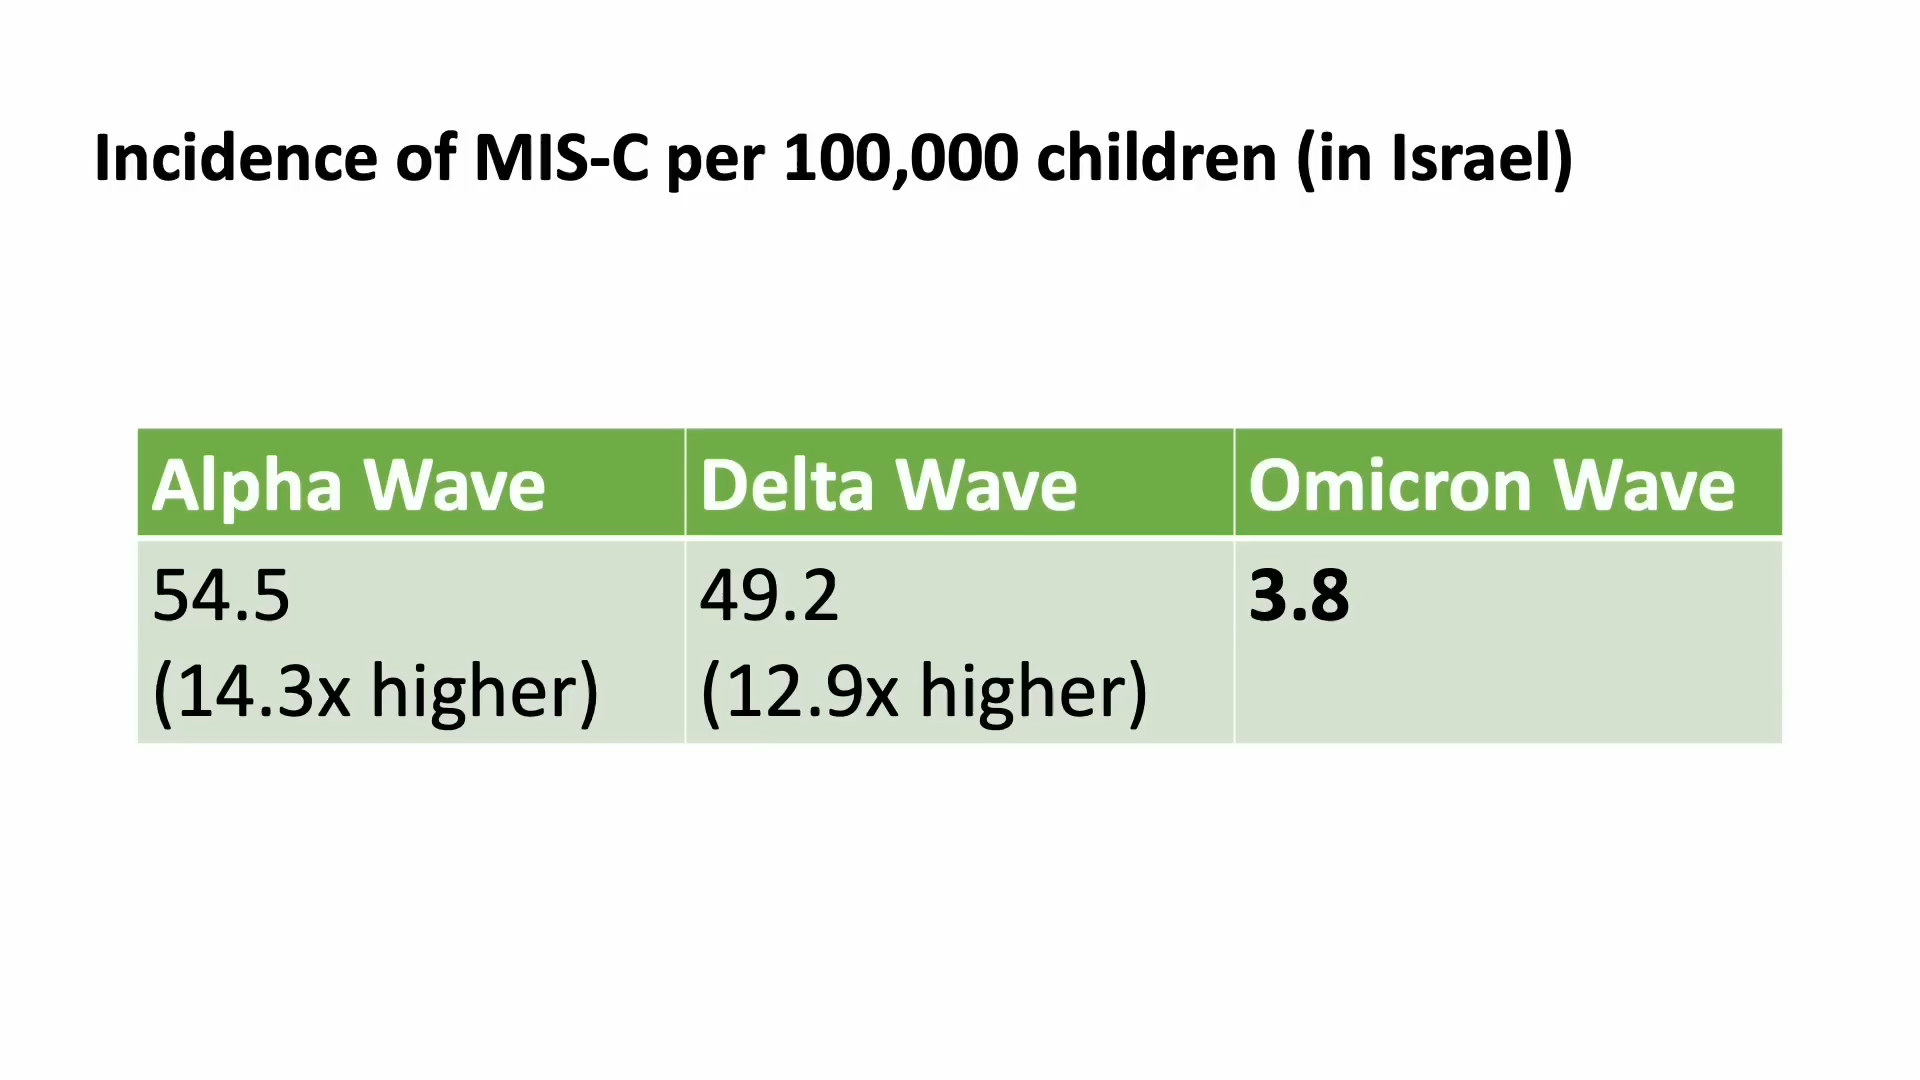 Incidence of MIS-C per 100,000 children (in Israel)
Alpha Wave Delta Wave Omicron Wave
54.5 49.2 3.8
(14.3x higher) (12.9x higher)